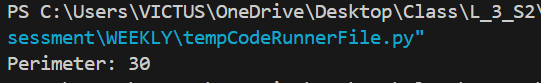 PS C:\Users\VICTUS\OneDrive\Desktop\Class\L_3_S2\
sessment\WEEKLY\tempCodeRunnerFile.py"
Perimeter: 30